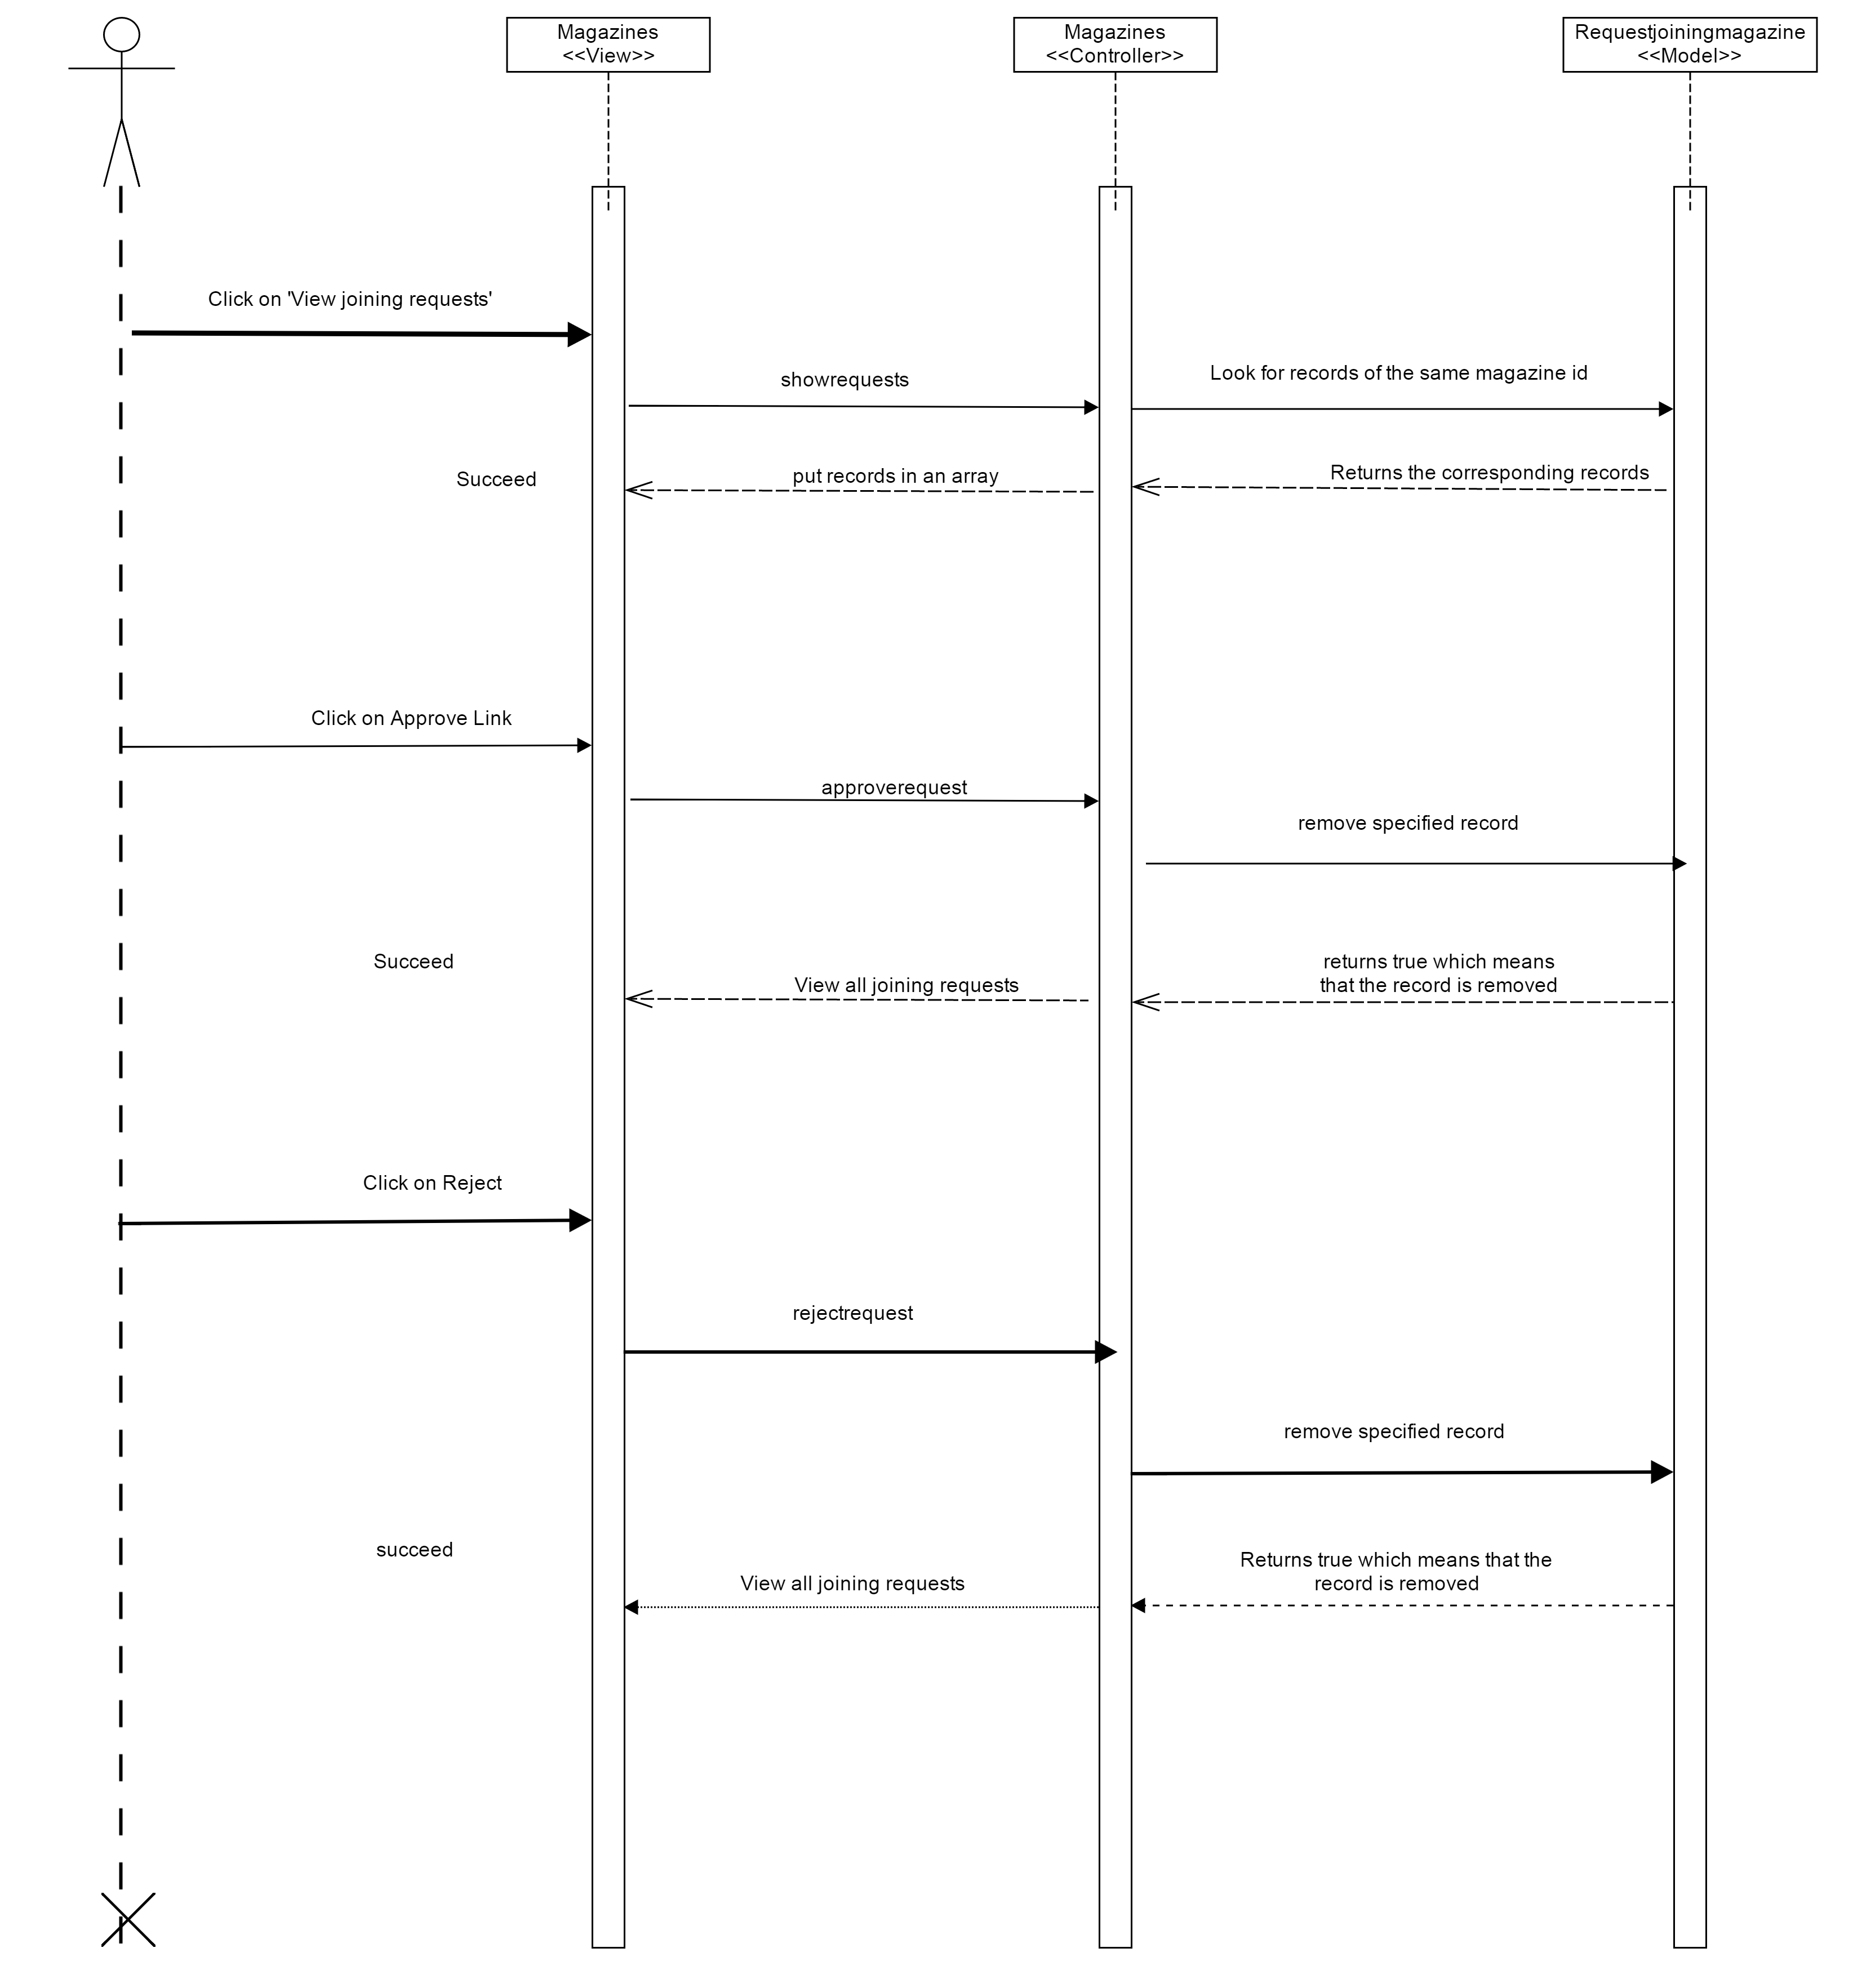 Magazines
<<View>>
Magazines
<<Controller>>
Requestjoiningmagazine
<<Model>>
Click on 'View joining requests'
showrequests
Look for records of the same magazine id
Succeed
put records in an array
Returns the corresponding records
Click on Approve Link
approverequest
remove specified record
Succeed
View all joining requests
returns true which means
that the record is removed
Click on Reject
rejectrequest
remove specified record
succeed
View all joining requests
Returns true which means that the
record is removed